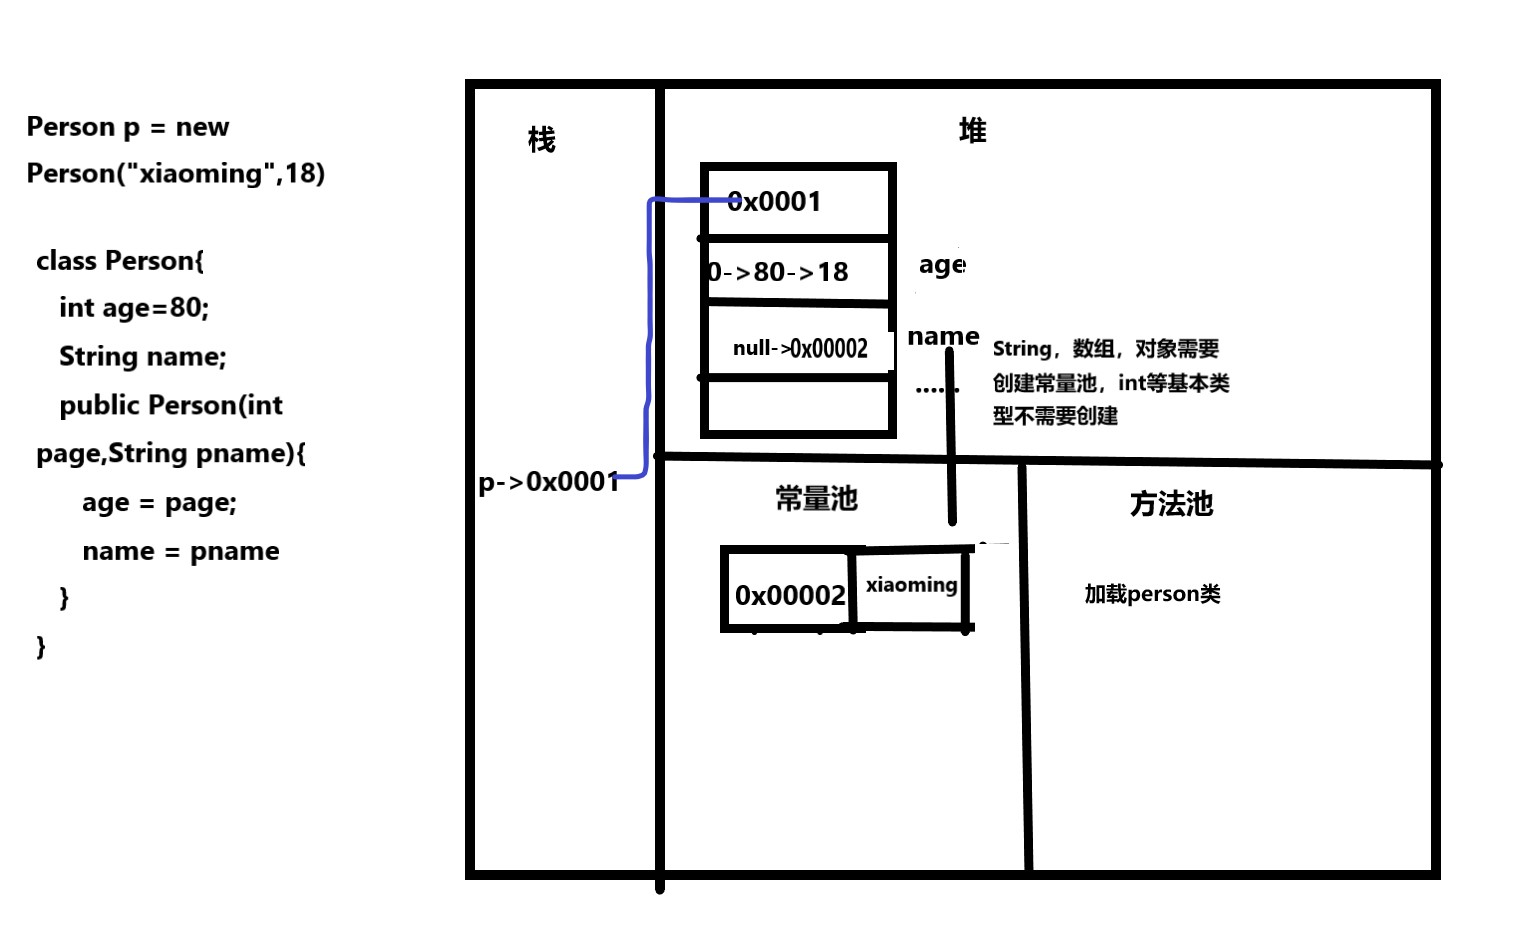 Person p = new
Person("xiaoming",18)
class Person{
int age=80;
String name;
public Person(int
page,String pname){
age = page;
name = pname
}
}
栈
p->0x0001
堆
0x0001
0->80->18
age
null->0x00002
name
......
String，数组，对象需要
创建常量池，int等基本类
型不需要创建
常量池
0x00002
xiaoming
方法池
加载person类